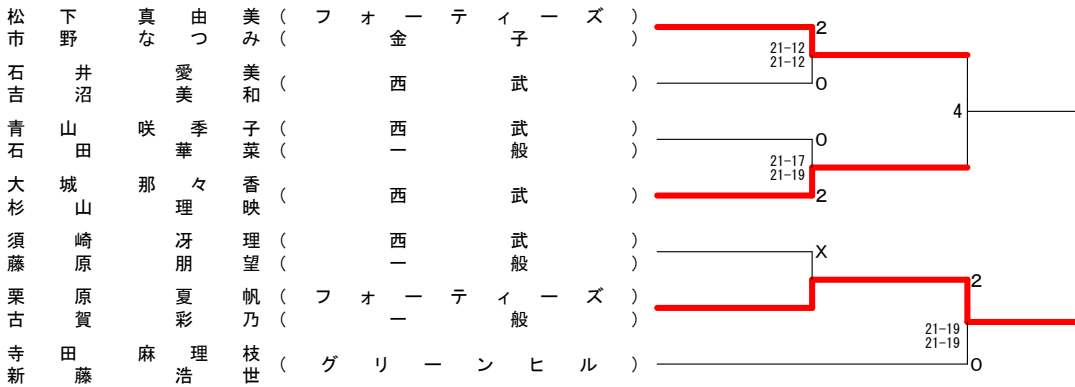 松下真由美(フォーティーズ)
市野なつみ(金子)
2
21-12
21-12
石井愛美
吉沼美和
(西武)
0
4
青山咲季子(西武)
石田華菜(一般)
0
21-17
21-19
大城那々香
杉山理映
(西武)
2
須崎冴理(西武)
藤原朋望(一般)
X
栗原夏帆(フォーティーズ)
古賀彩乃(一般)
2
21-19
21-19
寺田麻理枝
新藤浩世
(グリーンヒル)
0